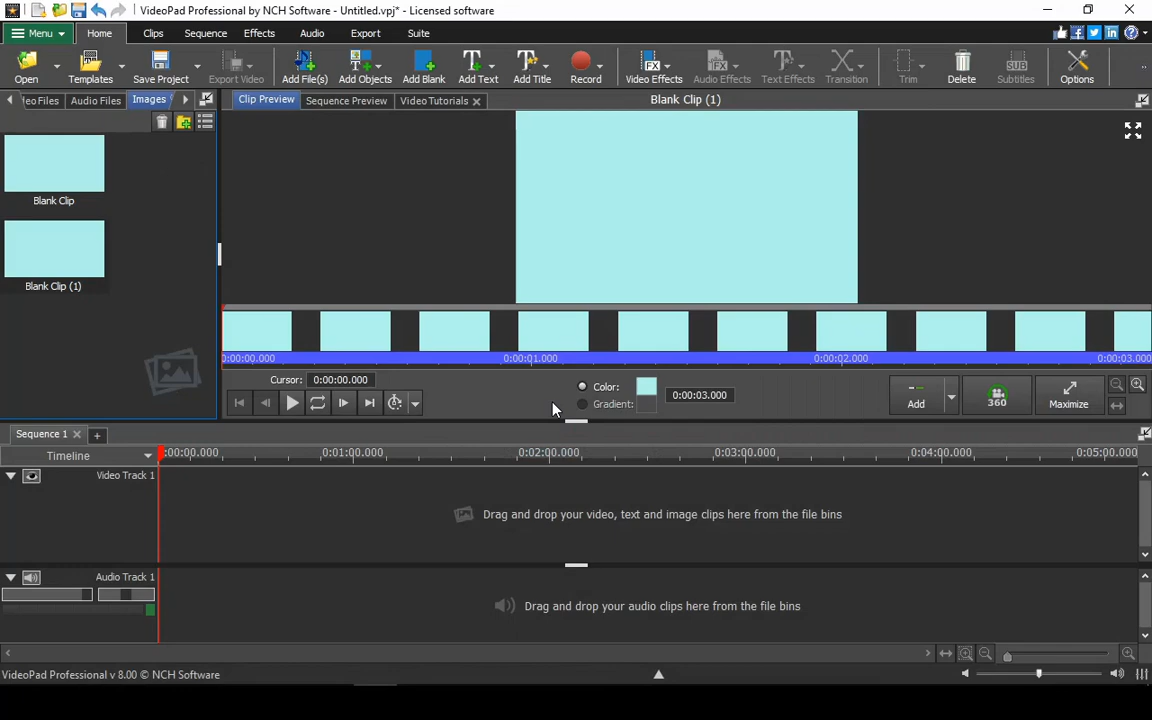 VideoPad Professional by NCH Software - Untitled.vpj* - Licensed software
Menu Home Clips Sequence Effects Audio Export Suite
Open Templates Save Project Export Video Add File(s) Add Objects Add Blank Add Text Add Title Record Video Effects Audio Effects Text Effects Transition Trim Delete Subtitles Options
eo Files Audio Files Images Clip Preview Sequence Preview Video Tutorials Blank Clip (1)
Blank Clip
Blank Clip (1)
0:00:00.000 0:00:01.000 0:00:02.000 0:00:03.000
Cursor: 0:00:00.000 Color: 0:00:03.000
Gradient: Add 360 Maximize
Sequence 1
Timeline :00:00.000 0:01:00.000 0:02:00.000 0:03:00.000 0:04:00.000 0:05:00.000
Video Track 1
Drag and drop your video, text and image clips here from the file bins
Audio Track 1
Drag and drop your audio clips here from the file bins
VideoPad Professional v 8.00 © NCH Software